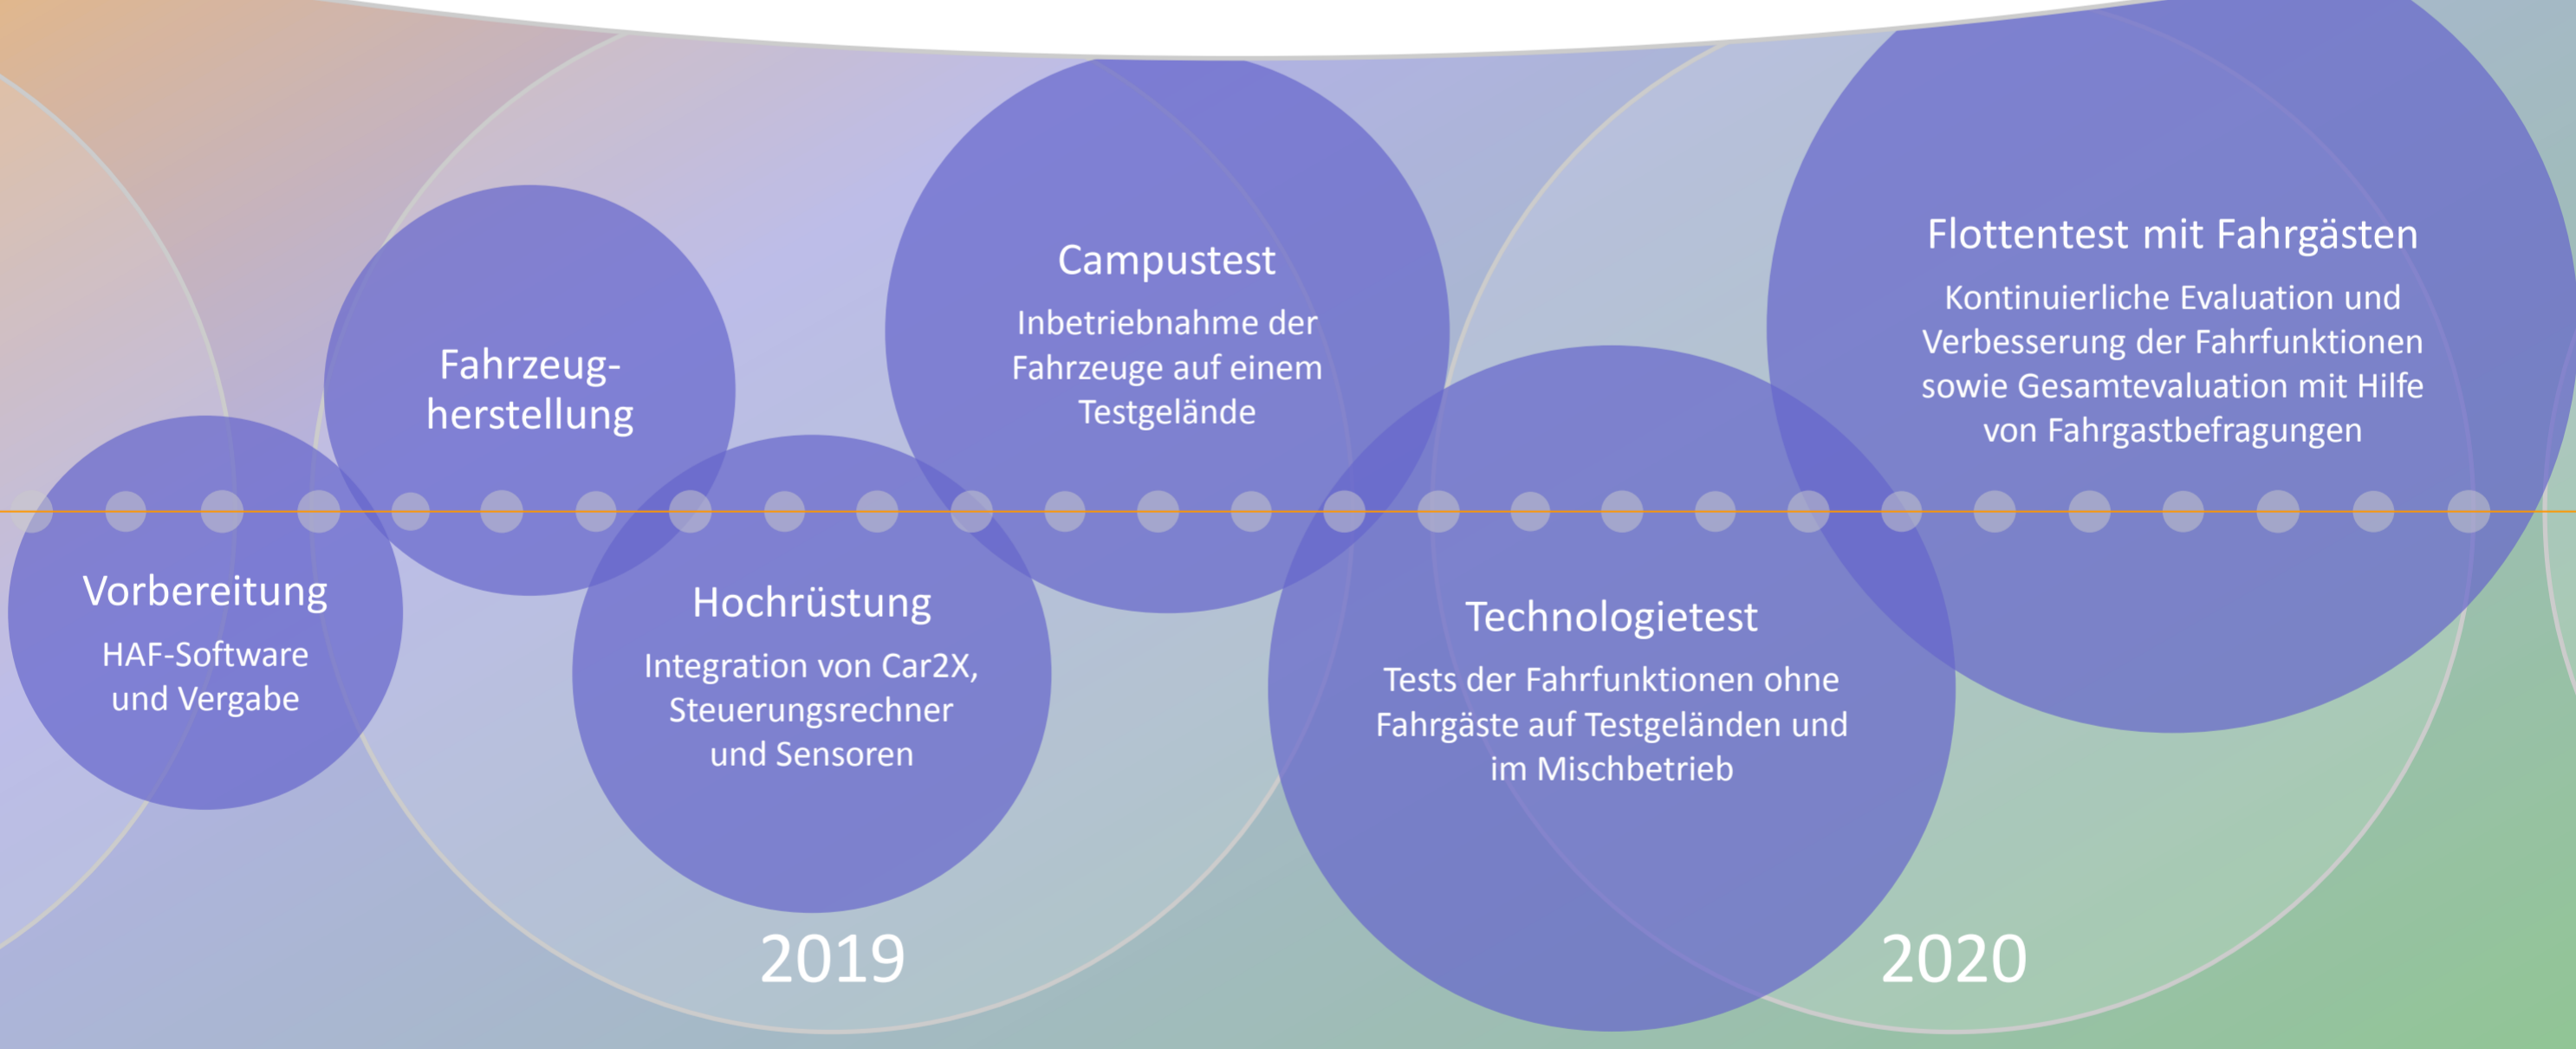 Vorbereitung
HAF-Software
und Vergabe
Fahrzeug-
herstellung
Hochrüstung
Integration von Car2X,
Steuerungsrechner
und Sensoren
Campustest
Inbetriebnahme der
Fahrzeuge auf einem
Testgelände
Technologietest
Tests der Fahrfunktionen ohne
Fahrgäste auf Testgeländen und
im Mischbetrieb
Flottentest mit Fahrgästen
Kontinuierliche Evaluation und
Verbesserung der Fahrfunktionen
sowie Gesamtevaluation mit Hilfe
von Fahrgastbefragungen
2019
2020